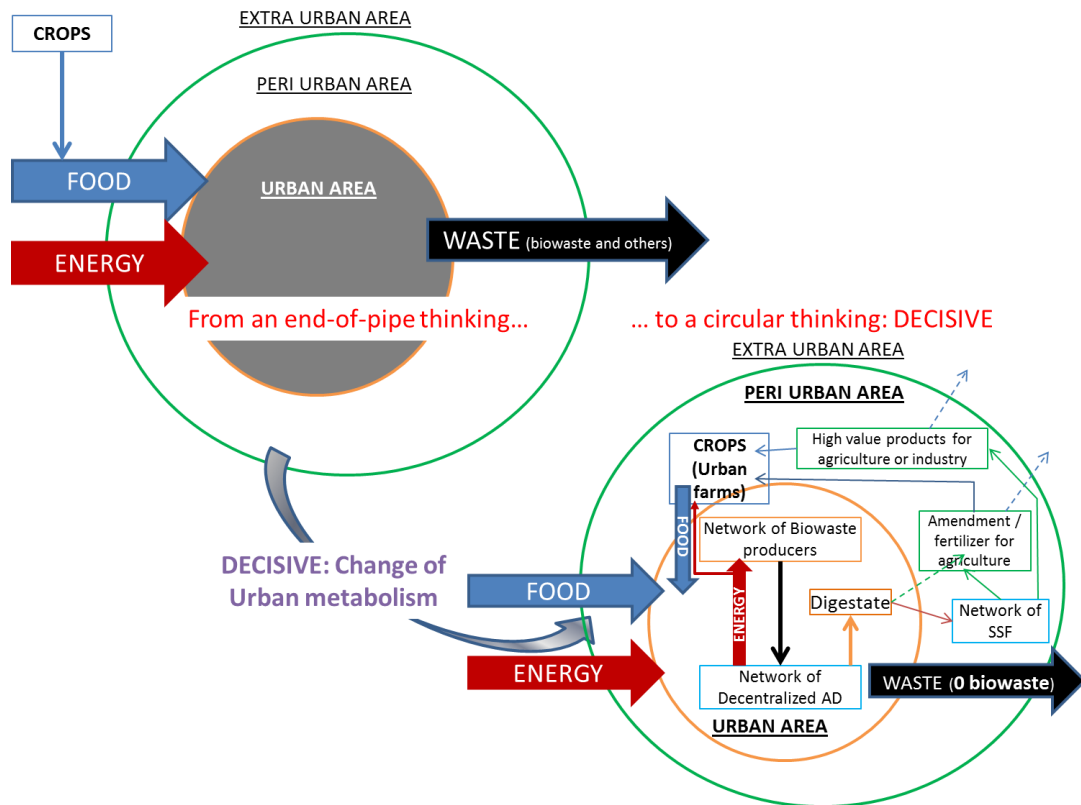 EXTRA URBAN AREA
CROPS
PERI URBAN AREA
FOOD
URBAN AREA
WASTE (biowaste and others)
ENERGY
From an end-of-pipe thinking...
... to a circular thinking: DECISIVE
EXTRA URBAN AREA
PERI URBAN AREA
CROPS
(Urban
farms)
High value products for
agriculture or industry
FOOD
Network of Biowaste
producers
Amendment /
fertilizer for
agriculture
DECISIVE: Change of
Urban metabolism
FOOD
ENERGY
Digestate
Network of
SSF
ENERGY
Network of
Decentralized AD
WASTE (0 biowaste)
URBAN AREA